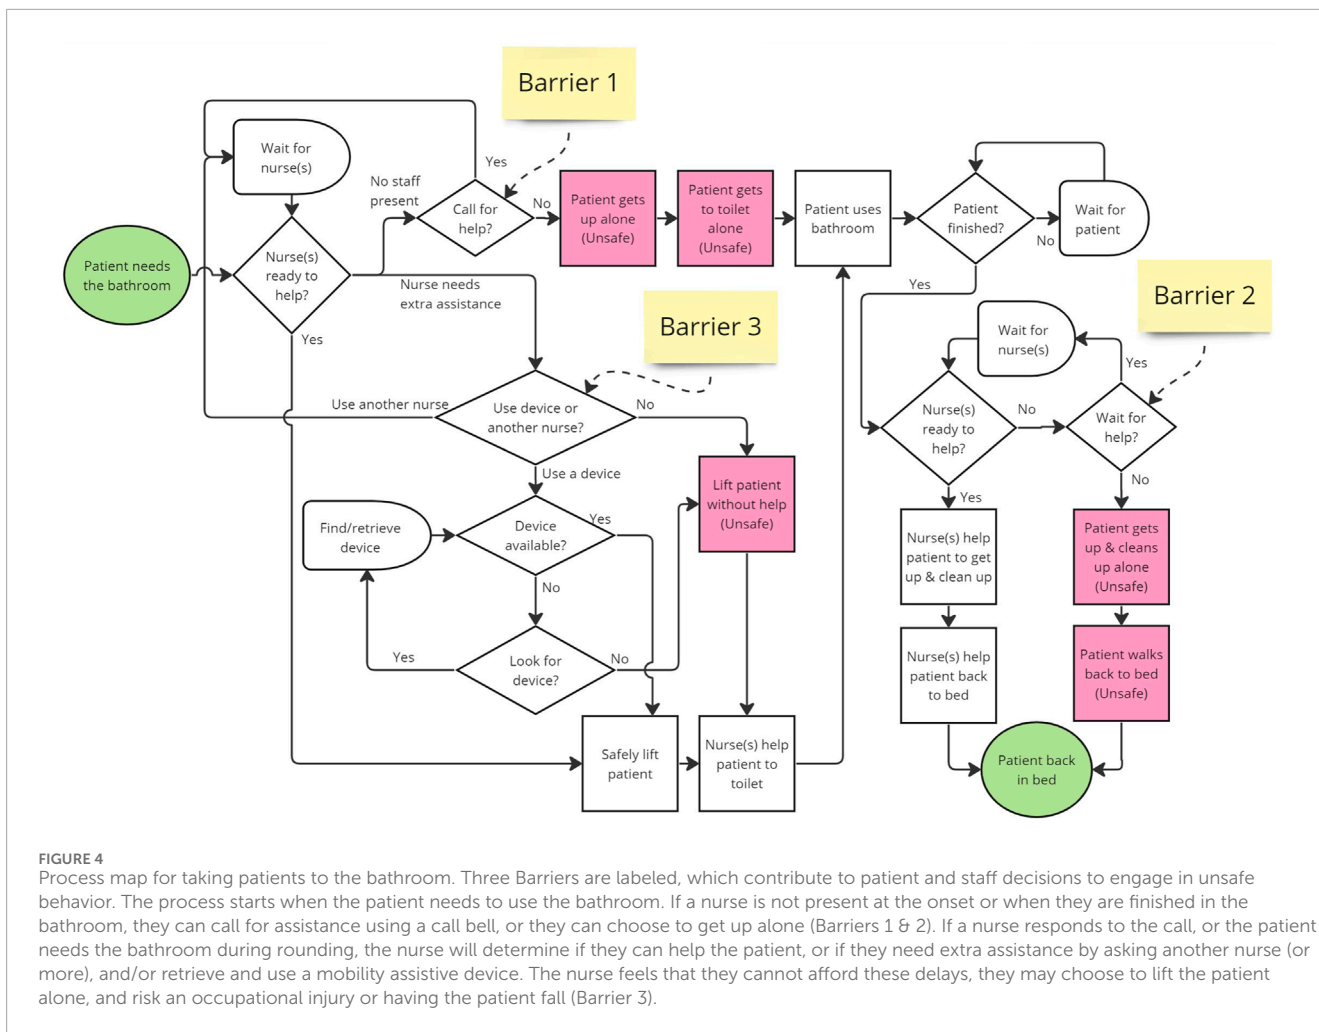 Barrier 1
Wait for
nurse(s)
Yes
No staff
present
Call for
help?
No
Patient gets
up alone
(Unsafe)
Patient gets
to toilet
alone
(Unsafe)
Patient uses
bathroom
Patient
finished?
No
Wait for
patient
Yes
Patient needs
the bathroom
Nurse(s)
ready to
help?
Nurse needs
extra assistance
Yes
Barrier 3
Barrier 2
Wait for
nurse(s)
Yes
Use another nurse
Use device or
another nurse?
No
Nurse(s)
ready to
help?
No
Wait for
help?
Use a device
Lift patient
without help
(Unsafe)
Yes
No
Find/retrieve
device
Device
available?
Yes
No
Nurse(s) help
patient to get
up & clean up
Patient gets
up & cleans
up alone
(Unsafe)
Yes
Look for
device?
No
Nurse(s) help
patient back
to bed
Patient walks
back to bed
(Unsafe)
Safely lift
patient
Nurse(s) help
patient to
toilet
Patient back
in bed
FIGURE 4
Process map for taking patients to the bathroom. Three Barriers are labeled, which contribute to patient and staff decisions to engage in unsafe
behavior. The process starts when the patient needs to use the bathroom. If a nurse is not present at the onset or when they are finished in the
bathroom, they can call for assistance using a call bell, or they can choose to get up alone (Barriers 1 & 2). If a nurse responds to the call, or the patient
needs the bathroom during rounding, the nurse will determine if they can help the patient, or if they need extra assistance by asking another nurse (or
more), and/or retrieve and use a mobility assistive device. The nurse feels that they cannot afford these delays, they may choose to lift the patient
alone, and risk an occupational injury or having the patient fall (Barrier 3).